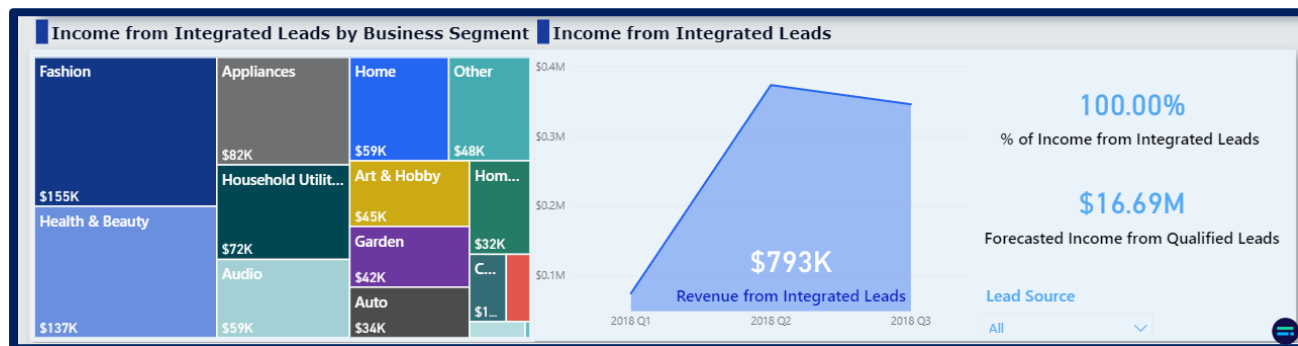 Income from Integrated Leads by Business Segment
Fashion
$155K
Health & Beauty
$137K
Appliances
$82K
Household Utilit...
$72K
Audio
$59K
Home
$59K
Other
$48K
Art & Hobby
$45K
Garden
$42K
Auto
$34K
Hom...
$32K
C...
$1...
Income from Integrated Leads
$0.4M
$0.3M
$0.2M
$0.1M
$793K
Revenue from Integrated Leads
2018 Q1
2018 Q2
2018 Q3
100.00%
% of Income from Integrated Leads
$16.69M
Forecasted Income from Qualified Leads
Lead Source
All